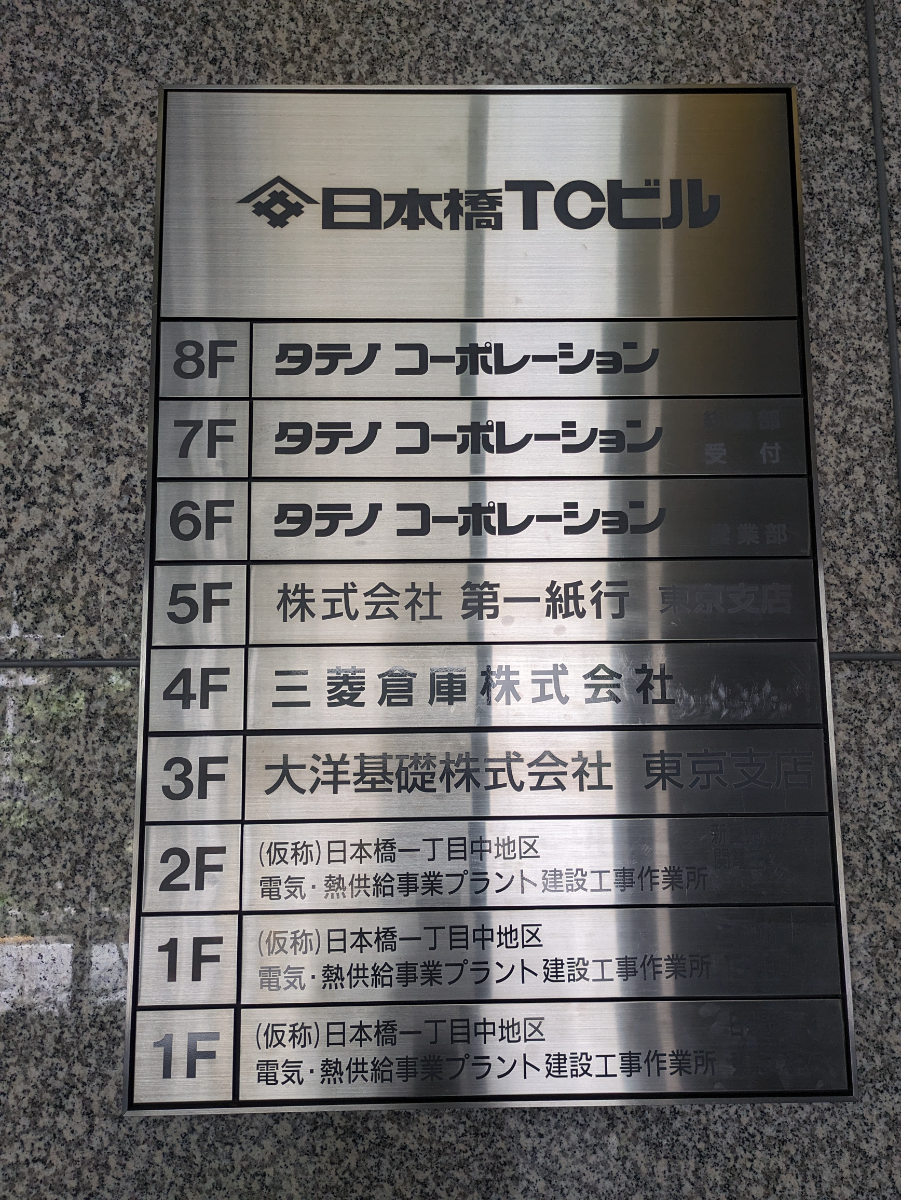 日本橋TCビル
8F タテノ コーポレーション
7F タテノ コーポレーション
受 付
6F タテノ コーポレーション 営業部
5F 株式会社 第一紙行 東京支店
4F 三菱倉庫株式会社
3F 大洋基礎株式会社 東京支店
2F (仮称)日本橋一丁目中地区
電気・熱供給事業プラント建設工事作業所
1F (仮称)日本橋一丁目中地区
電気・熱供給事業プラント建設工事作業所
1F (仮称)日本橋一丁目中地区
電気・熱供給事業プラント建設工事作業所